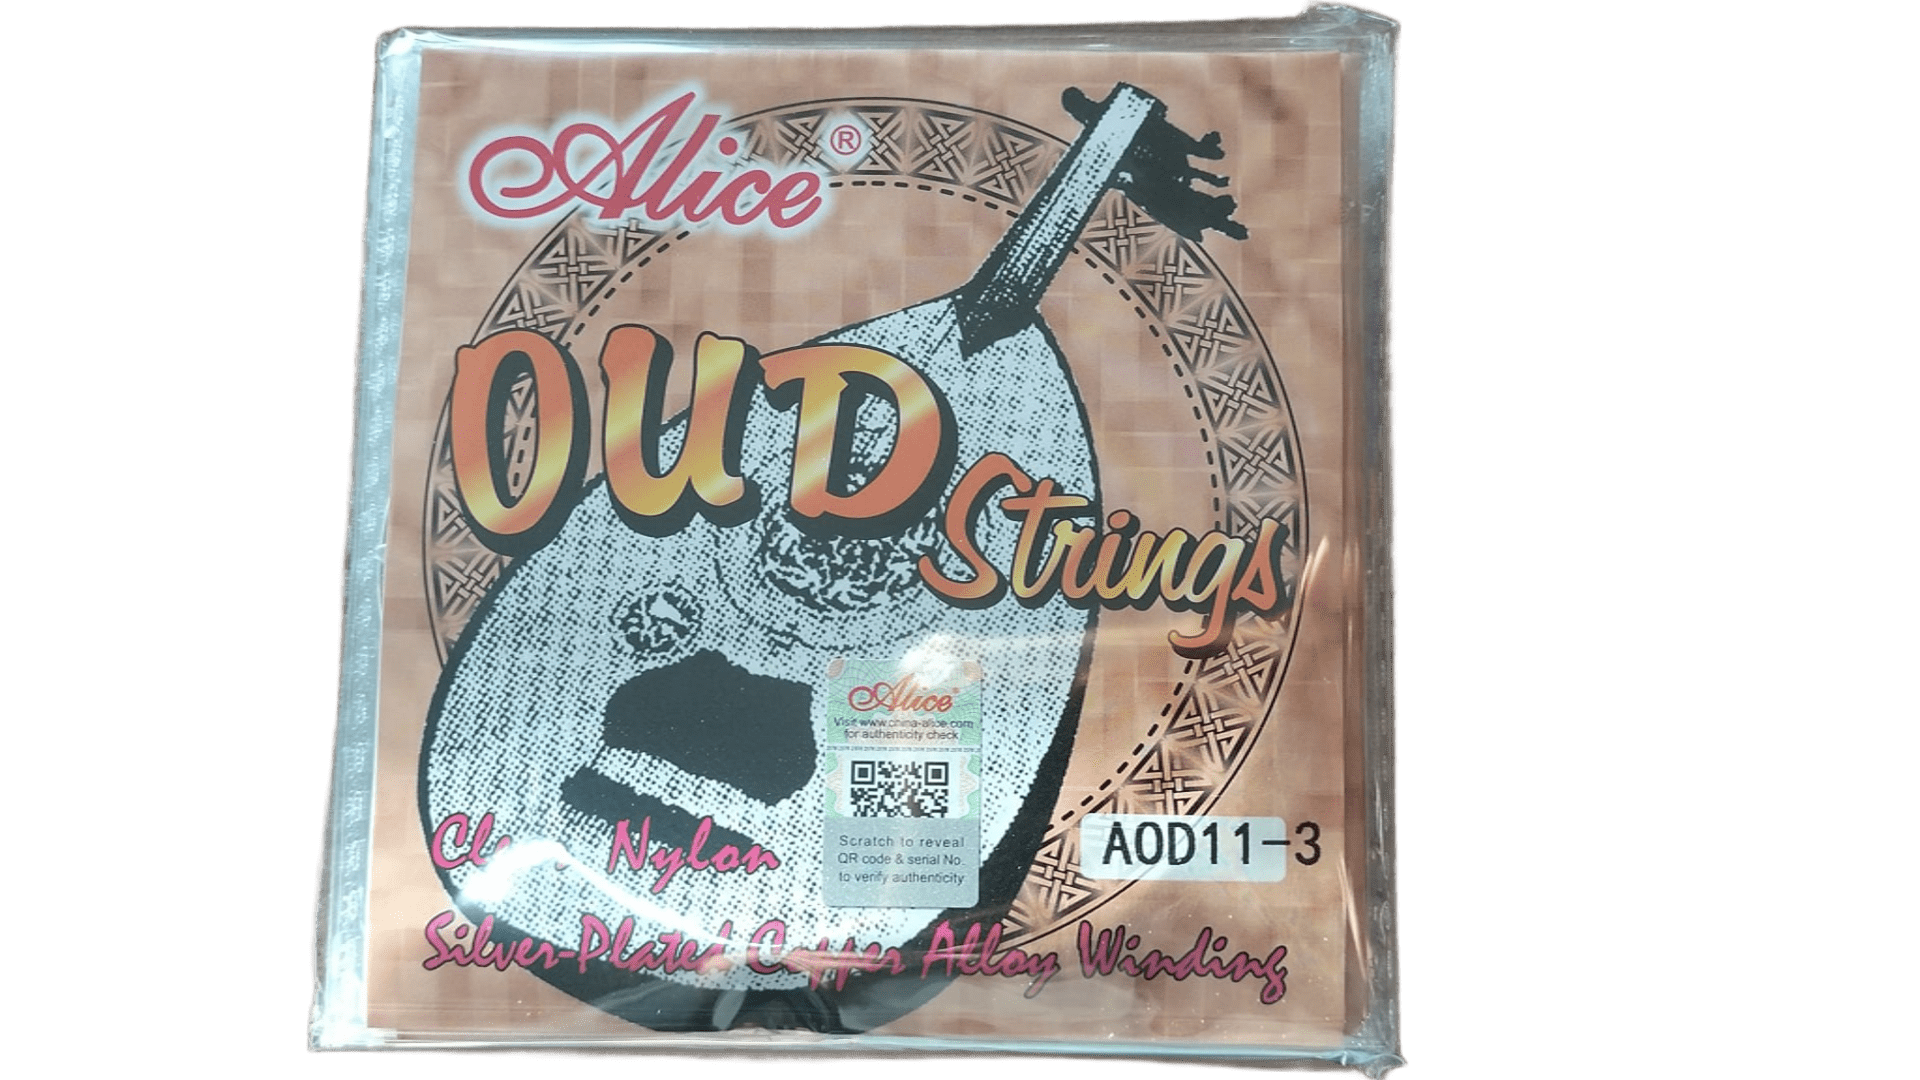 Alice ®
OUD
Strings
Alice®
Visit www.china-alice.com
for authenticity check
Scratch to reveal
QR code & serial No.
to verify authenticity
AOD11-3
Nylon
Silver-Plated Copper Alloy Winding